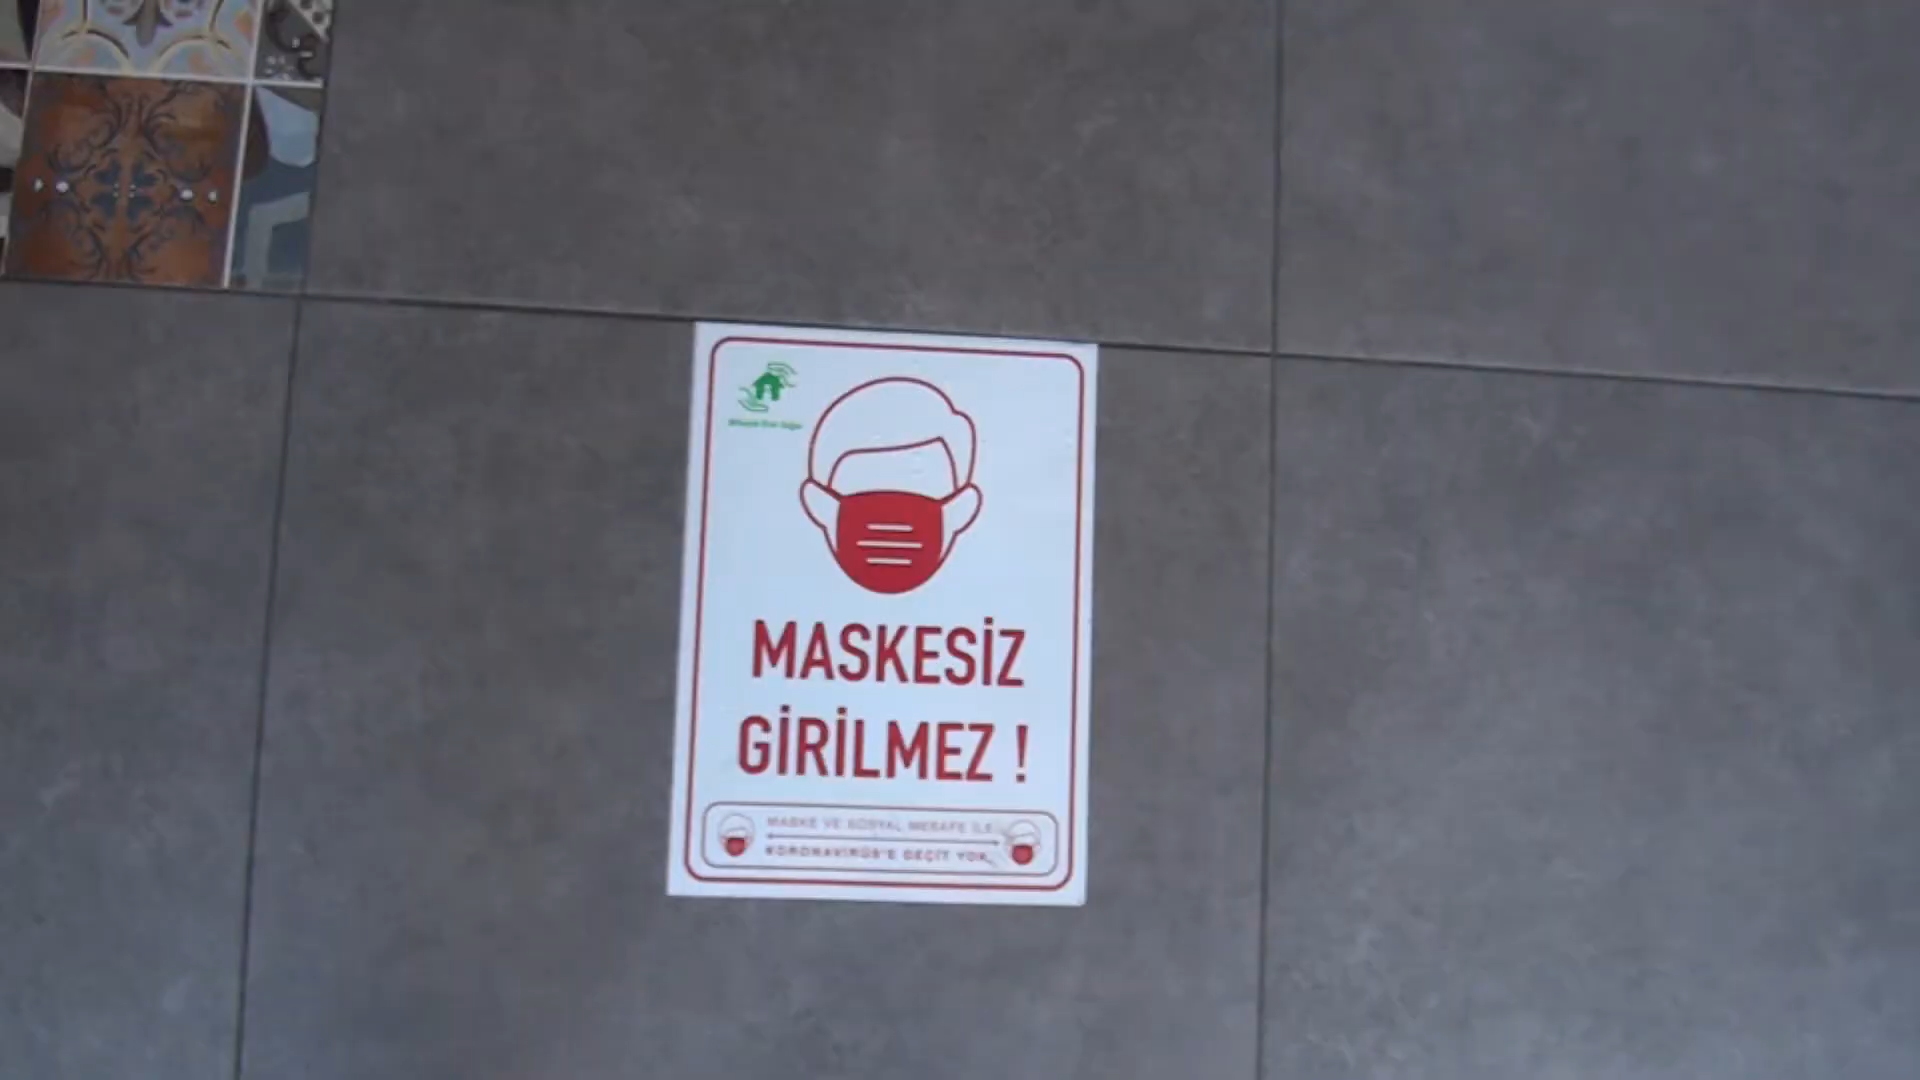 MASKESİZ
GİRİLMEZ !
MASKE VE SOSYAL MESAFE İLE
KORONAVİRÜS'E GEÇİT YOK